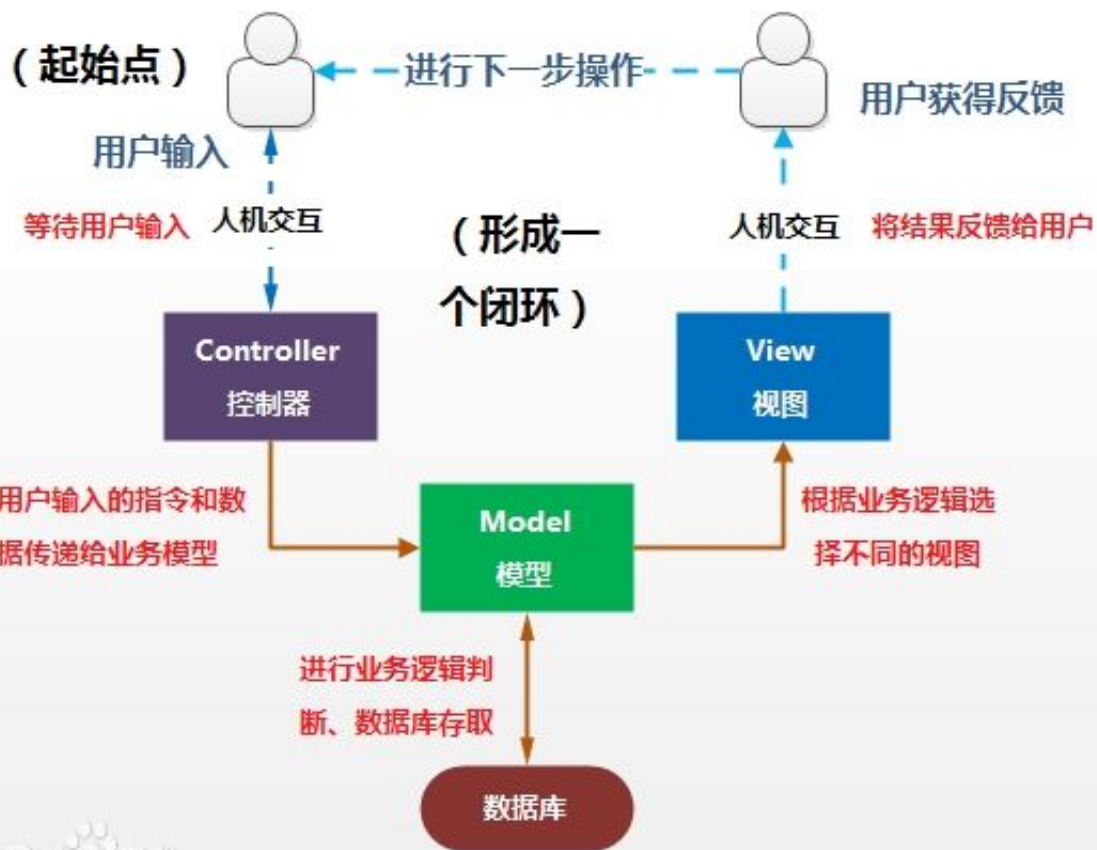 （起始点）
进行下一步操作
用户获得反馈
用户输入
等待用户输入
人机交互
（形成一
个闭环）
人机交互
将结果反馈给用户
Controller
控制器
View
视图
用户输入的指令和数
据传递给业务模型
Model
模型
根据业务逻辑选
择不同的视图
进行业务逻辑判
断、数据库存取
数据库